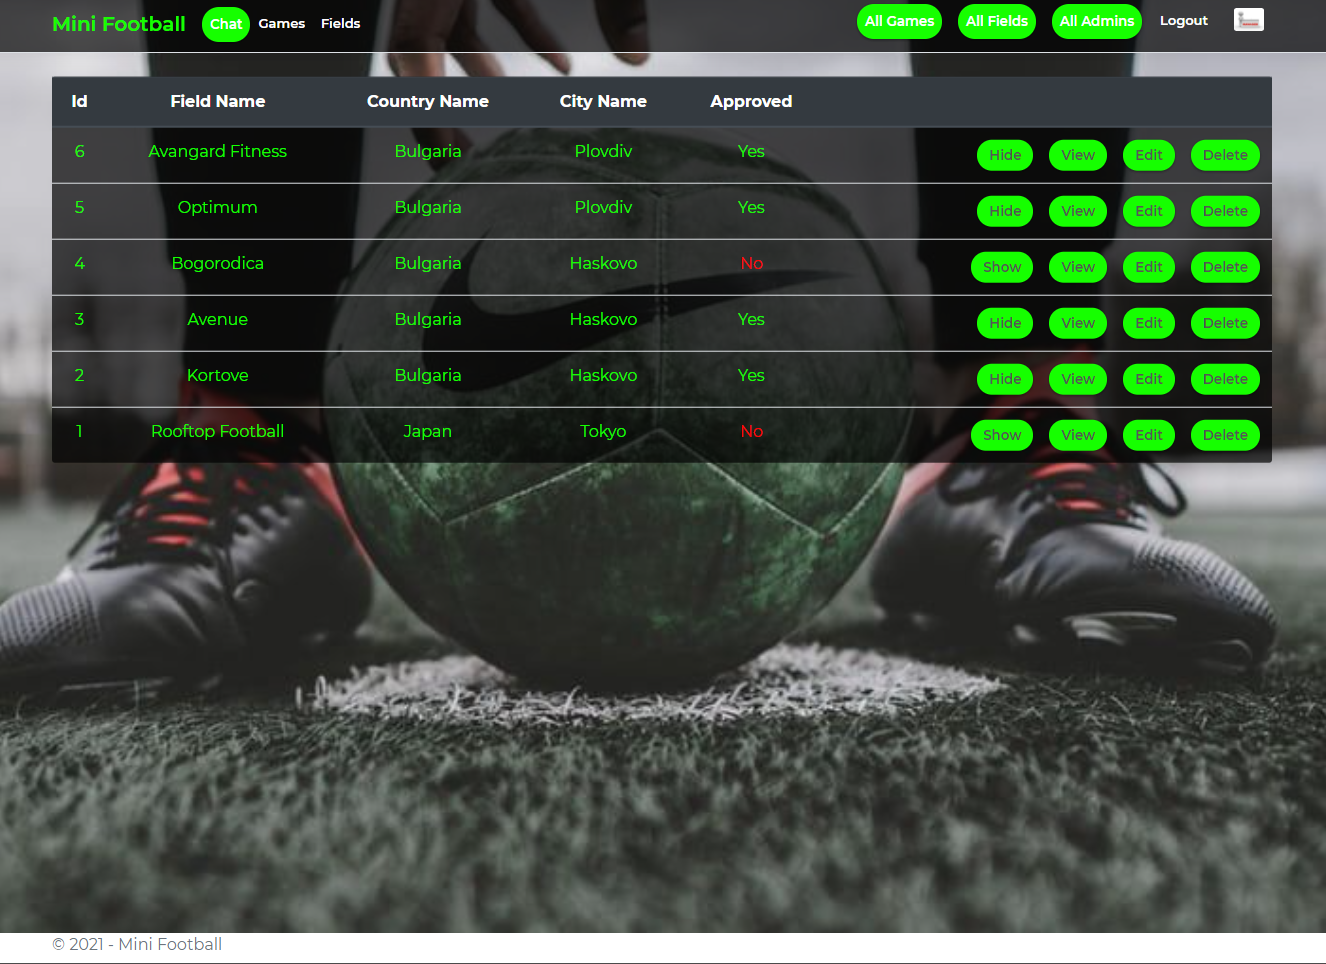 Mini Football Chat Games Fields All Games All Fields All Admins Logout
Id Field Name Country Name City Name Approved
6 Avangard Fitness Bulgaria Plovdiv Yes Hide View Edit Delete
5 Optimum Bulgaria Plovdiv Yes Hide View Edit Delete
4 Bogorodica Bulgaria Haskovo No Show View Edit Delete
3 Avenue Bulgaria Haskovo Yes Hide View Edit Delete
2 Kortove Bulgaria Haskovo Yes Hide View Edit Delete
1 Rooftop Football Japan Tokyo No Show View Edit Delete
© 2021 - Mini Football